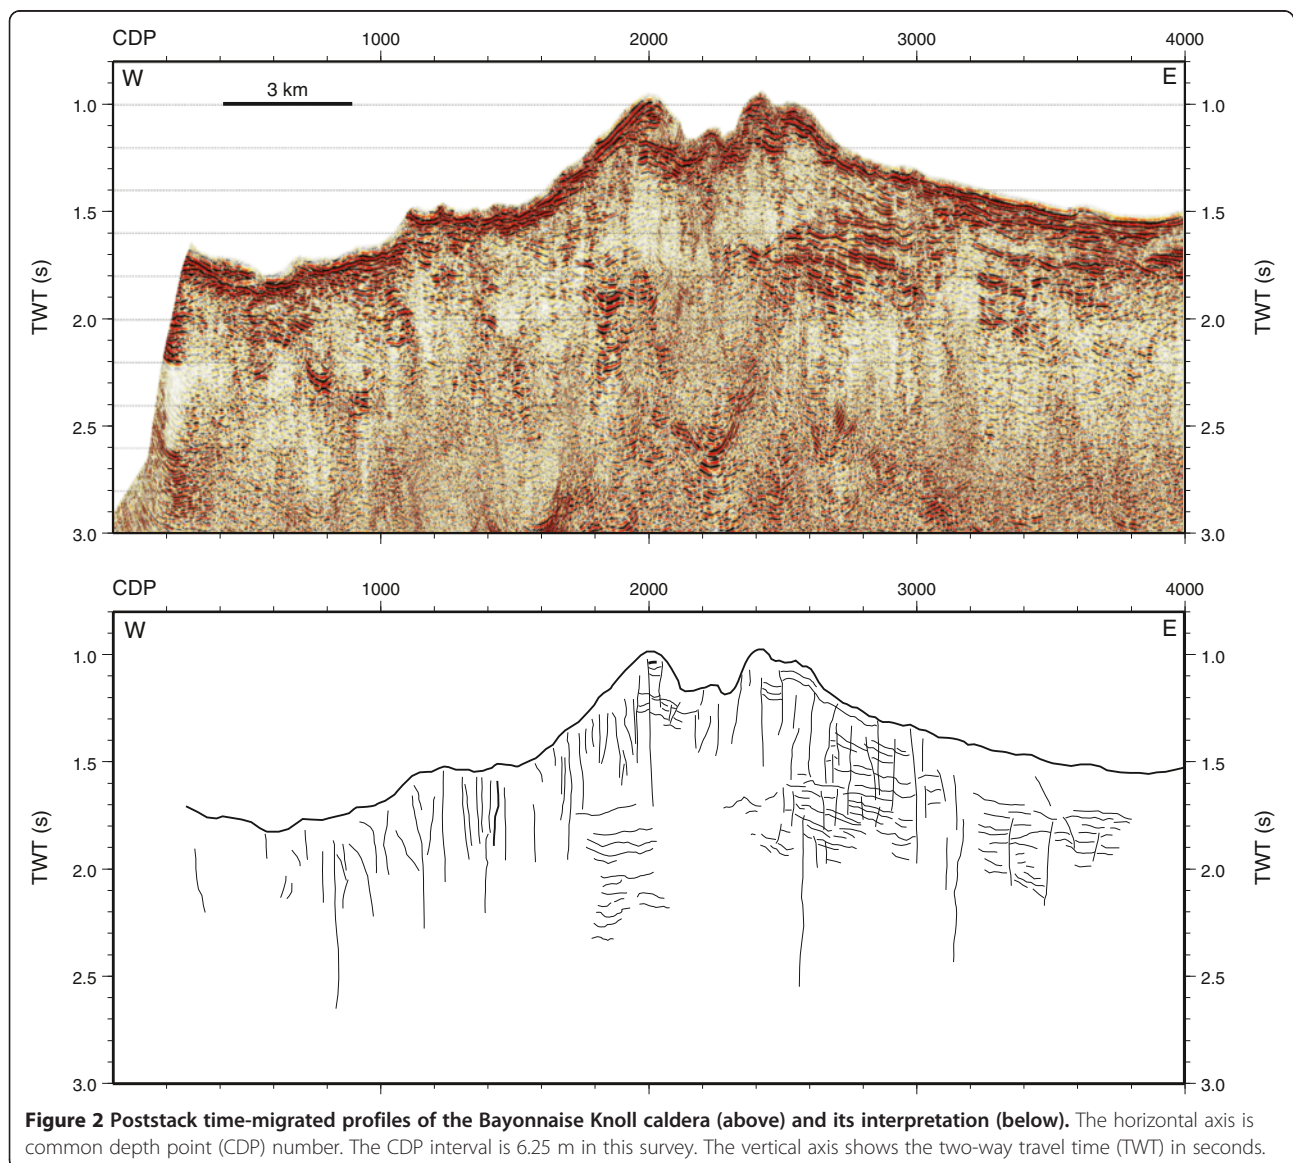 CDP 1000 2000 3000 4000
W E
3 km
1.0 1.0
1.5 1.5
TWT (s) TWT (s)
2.0 2.0
2.5 2.5
3.0 3.0
CDP 1000 2000 3000 4000
W E
1.0 1.0
1.5 1.5
TWT (s) TWT (s)
2.0 2.0
2.5 2.5
3.0 3.0
Figure 2 Poststack time-migrated profiles of the Bayonnaise Knoll caldera (above) and its interpretation (below). The horizontal axis is
common depth point (CDP) number. The CDP interval is 6.25 m in this survey. The vertical axis shows the two-way travel time (TWT) in seconds.